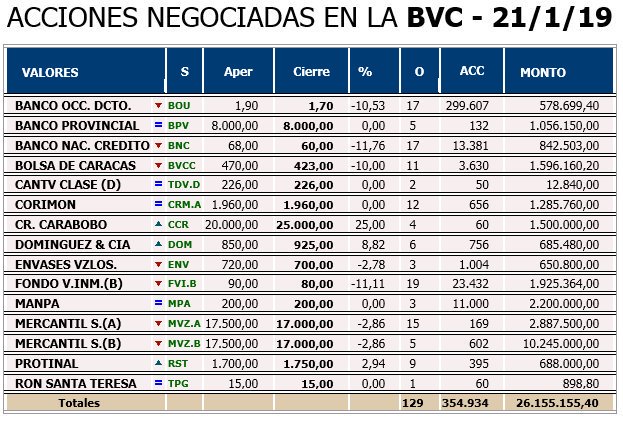 ACCIONES NEGOCIADAS EN LA BVC - 21/1/19
VALORES S Aper Cierre % O ACC MONTO
BANCO OCC. DCTO. BOU 1,90 1,70 -10,53 17 299.607 578.699,40
BANCO PROVINCIAL = BPV 8.000,00 8.000,00 0,00 5 132 1.056.150,00
BANCO NAC. CREDITO BNC 68,00 60,00 -11,76 17 13.381 842.503,00
BOLSA DE CARACAS BVCC 470,00 423,00 -10,00 11 3.630 1.596.160,20
CANTV CLASE (D) = TDV.D 226,00 226,00 0,00 2 50 12.840,00
CORIMON = CRM.A 1.960,00 1.960,00 0,00 12 656 1.285.760,00
CR. CARABOBO CCR 20.000,00 25.000,00 25,00 4 60 1.500.000,00
DOMINGUEZ & CIA DOM 850,00 925,00 8,82 6 756 685.480,00
ENVASES VZLOS. ENV 720,00 700,00 -2,78 3 1.004 650.800,00
FONDO V.INM.(B) FVI.B 90,00 80,00 -11,11 19 23.432 1.925.364,00
MANPA = MPA 200,00 200,00 0,00 3 11.000 2.200.000,00
MERCANTIL S.(A) MVZ.A 17.500,00 17.000,00 -2,86 15 169 2.887.500,00
MERCANTIL S.(B) MVZ.B 17.500,00 17.000,00 -2,86 5 602 10.245.000,00
PROTINAL RST 1.700,00 1.750,00 2,94 9 395 688.000,00
RON SANTA TERESA = TPG 15,00 15,00 0,00 1 60 898,80
Totales 129 354.934 26.155.155,40